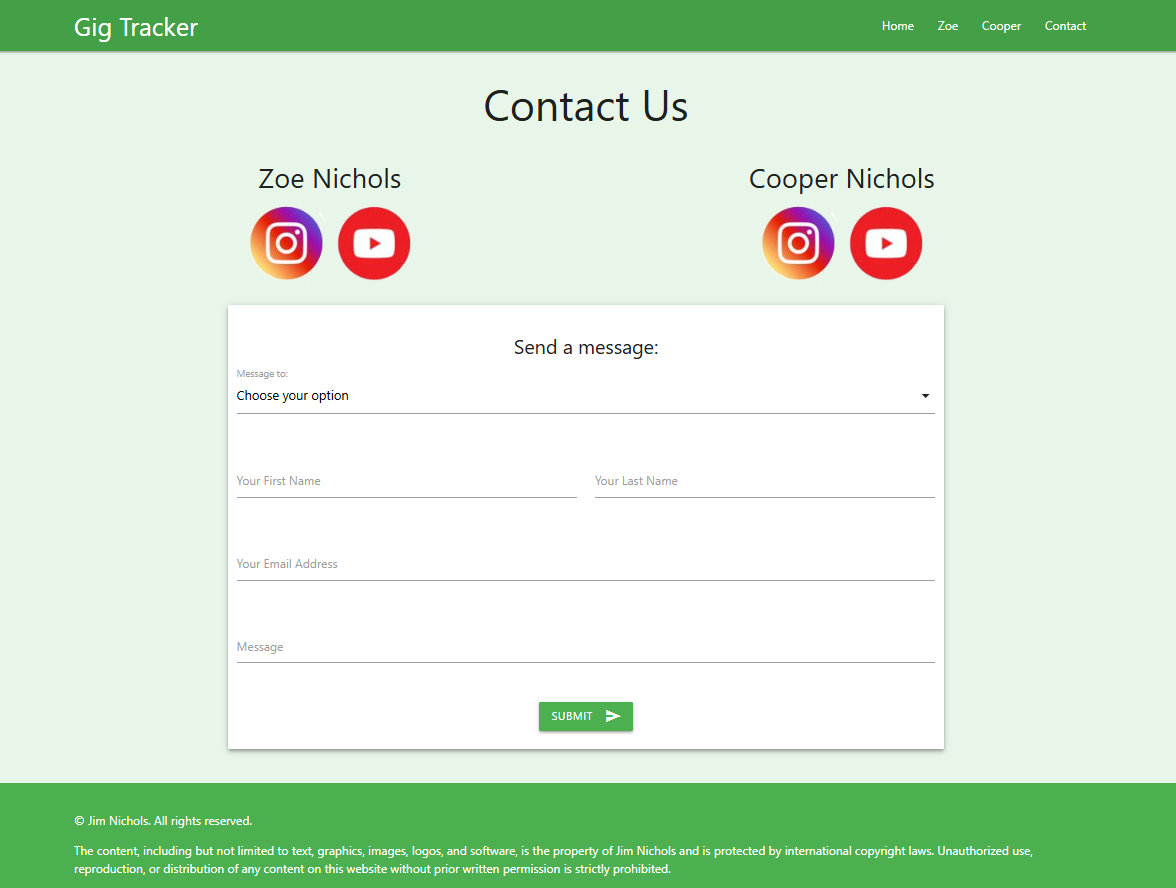 Gig Tracker
Home Zoe Cooper Contact
Contact Us
Zoe Nichols
Cooper Nichols
Send a message:
Message to:
Choose your option
Your First Name
Your Last Name
Your Email Address
Message
SUBMIT
© Jim Nichols. All rights reserved.
The content, including but not limited to text, graphics, images, logos, and software, is the property of Jim Nichols and is protected by international copyright laws. Unauthorized use,
reproduction, or distribution of any content on this website without prior written permission is strictly prohibited.